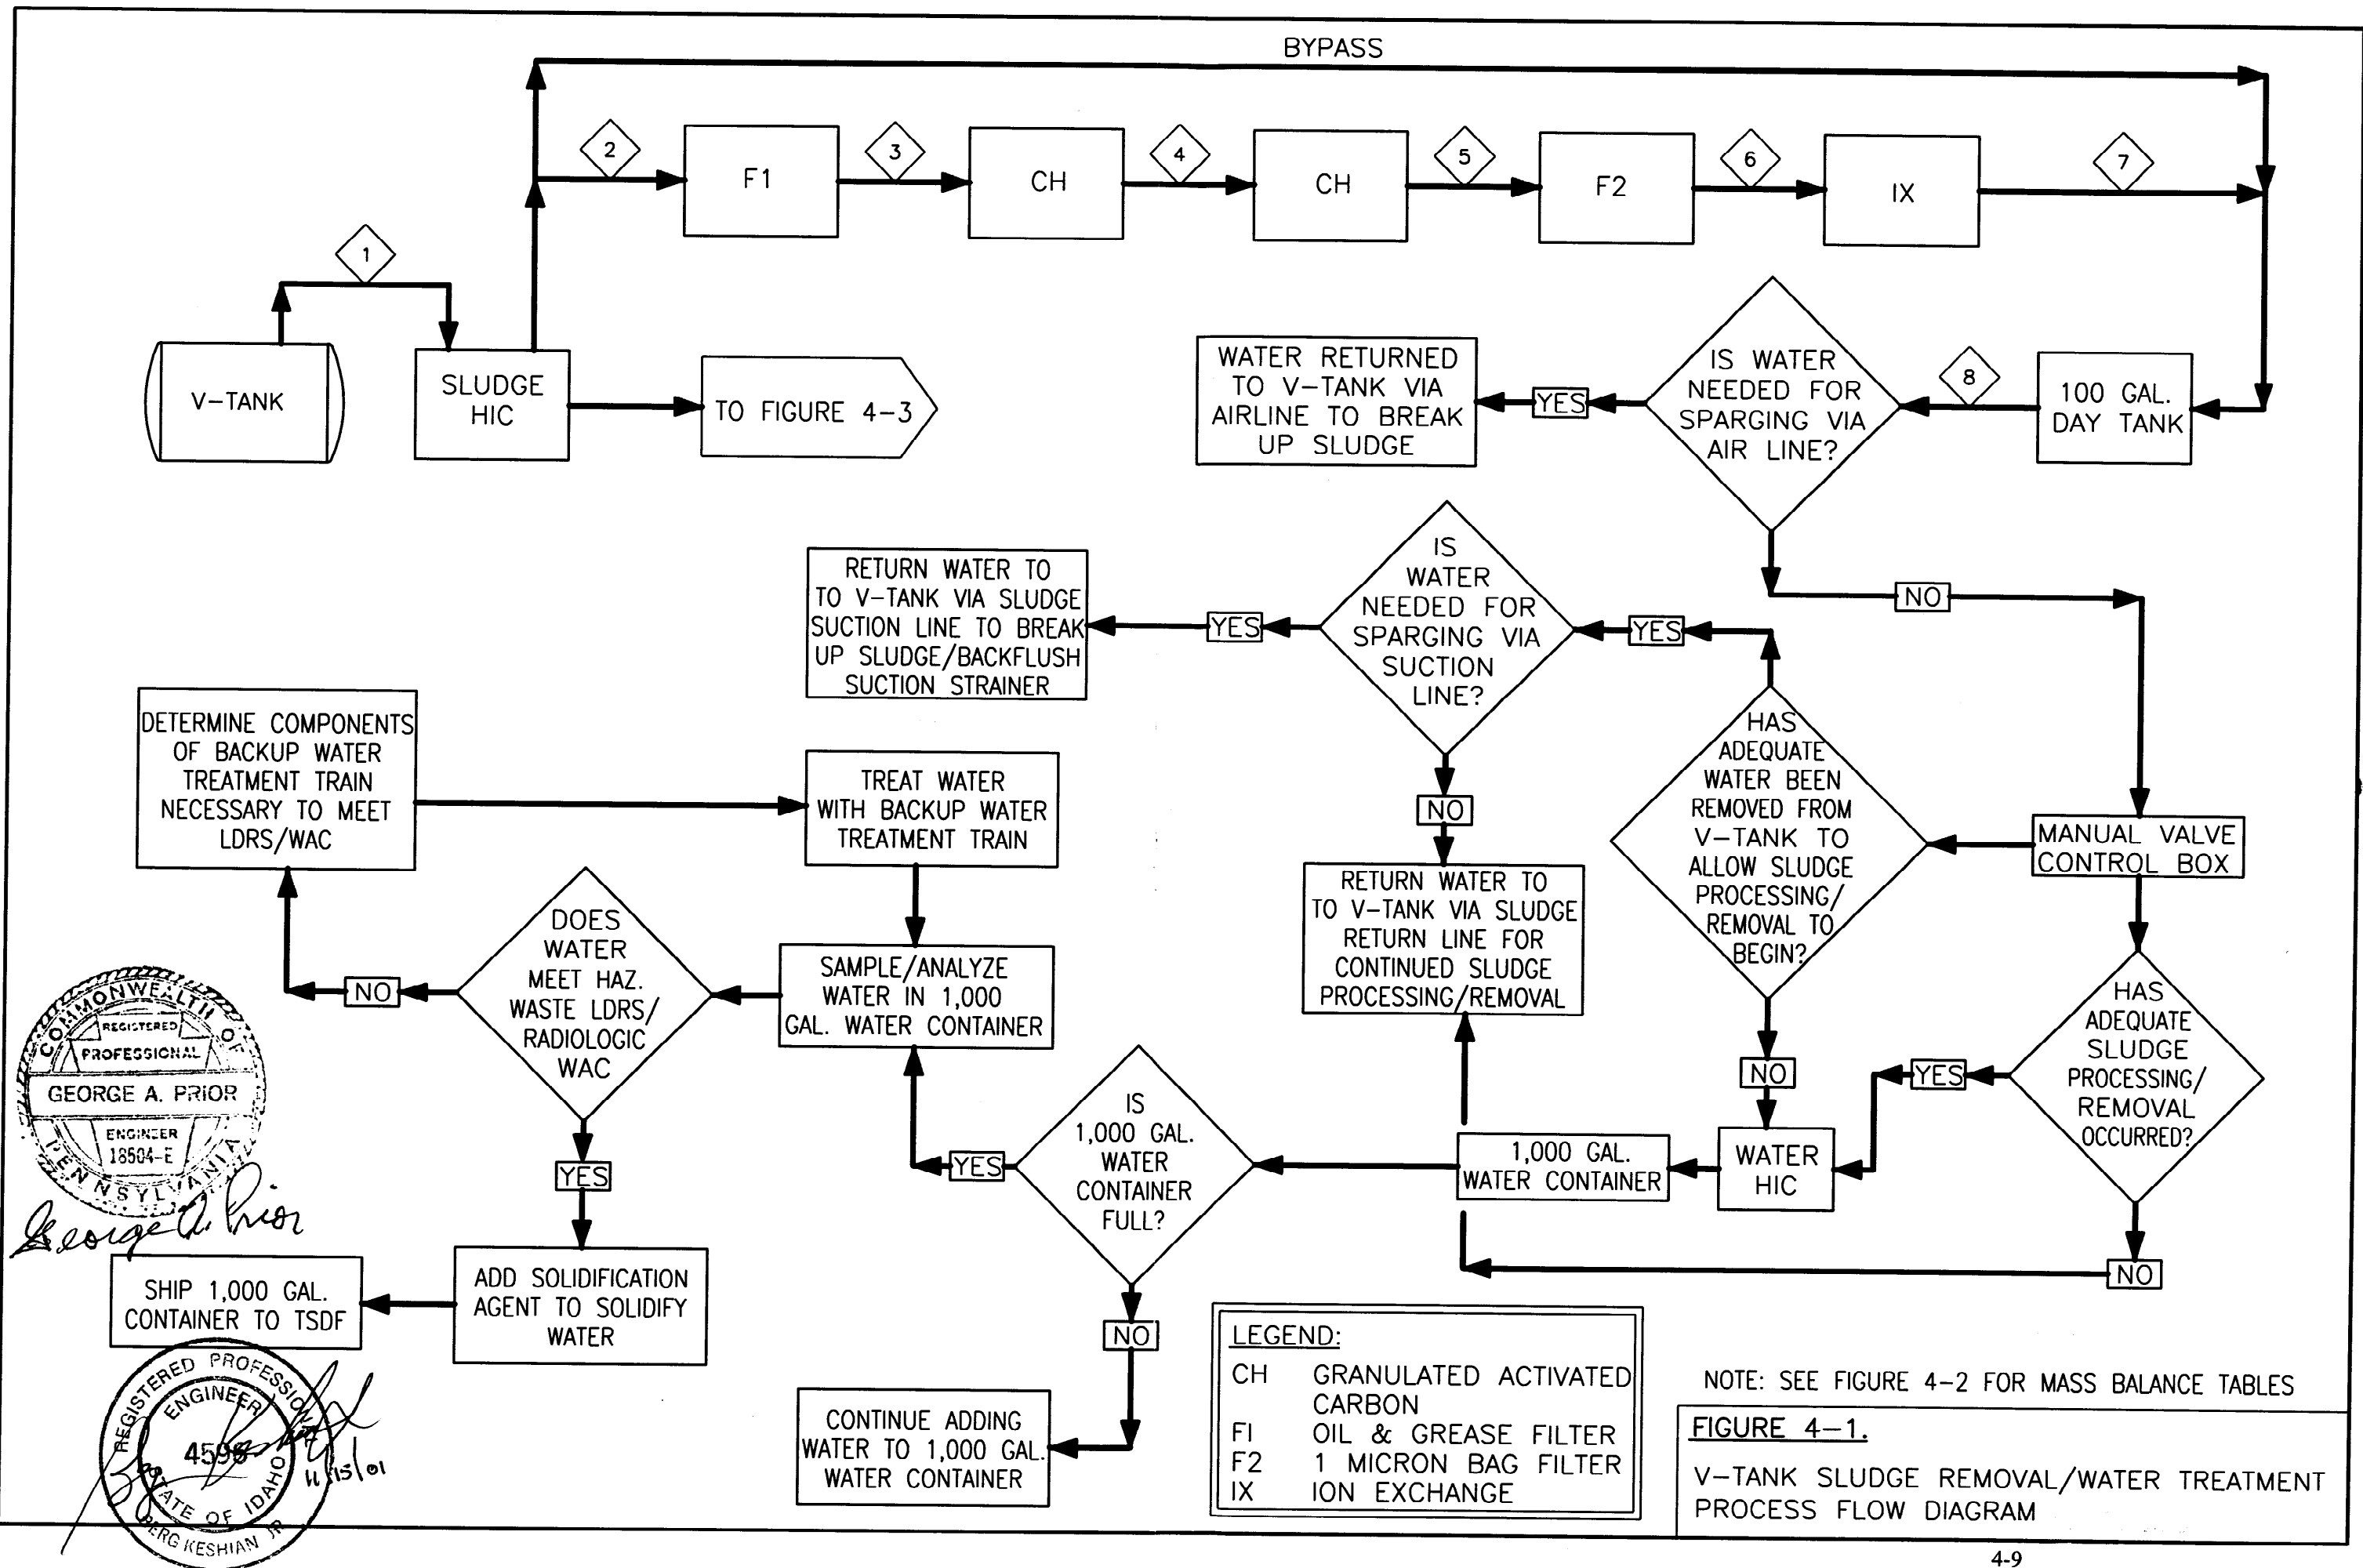 BYPASS
2
F1
3
CH
4
CH
5
F2
6
IX
7
1
V-TANK
SLUDGE
HIC
TO FIGURE 4-3
WATER RETURNED
TO V-TANK VIA
AIRLINE TO BREAK
UP SLUDGE
YES
IS WATER
NEEDED FOR
SPARGING VIA
AIR LINE?
8
100 GAL.
DAY TANK
NO
RETURN WATER TO
TO V-TANK VIA SLUDGE
SUCTION LINE TO BREAK
UP SLUDGE/BACKFLUSH
SUCTION STRAINER
YES
IS
WATER
NEEDED FOR
SPARGING VIA
SUCTION
LINE?
YES
NO
HAS
ADEQUATE
WATER BEEN
REMOVED FROM
V-TANK TO
ALLOW SLUDGE
PROCESSING/
REMOVAL TO
BEGIN?
MANUAL VALVE
CONTROL BOX
DETERMINE COMPONENTS
OF BACKUP WATER
TREATMENT TRAIN
NECESSARY TO MEET
LDRS/WAC
TREAT WATER
WITH BACKUP WATER
TREATMENT TRAIN
RETURN WATER TO
TO V-TANK VIA SLUDGE
RETURN LINE FOR
CONTINUED SLUDGE
PROCESSING/REMOVAL
NO
DOES
WATER
MEET HAZ.
WASTE LDRS/
RADIOLOGIC
WAC
SAMPLE/ANALYZE
WATER IN 1,000
GAL. WATER CONTAINER
NO
YES
HAS
ADEQUATE
SLUDGE
PROCESSING/
REMOVAL
OCCURRED?
YES
IS
1,000 GAL.
WATER
CONTAINER
FULL?
1,000 GAL.
WATER CONTAINER
WATER
HIC
YES
NO
COMMONWEALTH OF
REGISTERED
PROFESSIONAL
GEORGE A. PRIOR
ENGINEER
18504-E
PENNSYLVANIA
George A. Prior
SHIP 1,000 GAL.
CONTAINER TO TSDF
ADD SOLIDIFICATION
AGENT TO SOLIDIFY
WATER
NO
CONTINUE ADDING
WATER TO 1,000 GAL.
WATER CONTAINER
REGISTERED PROFESSIONAL
ENGINEER
STATE OF IDAHO
BERG KESHIAN JR
11/15/01
LEGEND:
CH GRANULATED ACTIVATED
CARBON
FI OIL & GREASE FILTER
F2 1 MICRON BAG FILTER
IX ION EXCHANGE
NOTE: SEE FIGURE 4-2 FOR MASS BALANCE TABLES
FIGURE 4-1.
V-TANK SLUDGE REMOVAL/WATER TREATMENT
PROCESS FLOW DIAGRAM
4-9